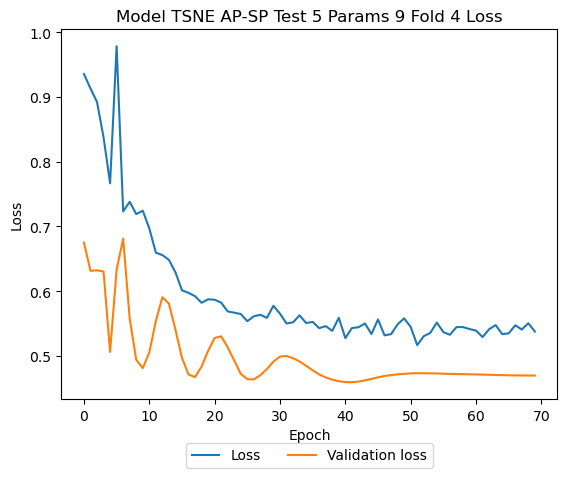 Model TSNE AP-SP Test 5 Params 9 Fold 4 Loss
1.0
0.9
0.8
0.7
0.6
0.5
Loss
0 10 20 30 40 50 60 70
Epoch
Loss Validation loss